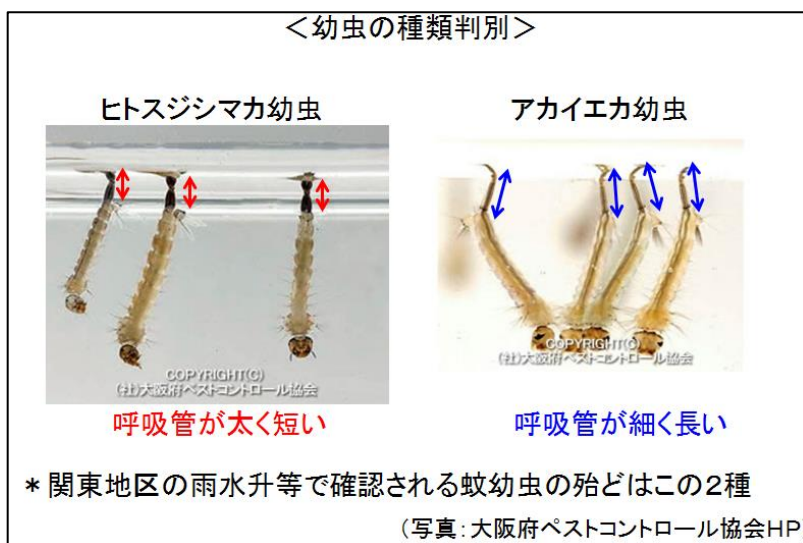 ＜幼虫の種類判別＞
ヒトスジシマカ幼虫
アカイエカ幼虫
COPYRIGHT(C)
(社)大阪府ペストコントロール協会
COPYRIGHT(C)
(社)大阪府ペストコントロール協会
呼吸管が太く短い
呼吸管が細く長い
＊関東地区の雨水升等で確認される蚊幼虫の殆どはこの2種
(写真：大阪府ペストコントロール協会HP)